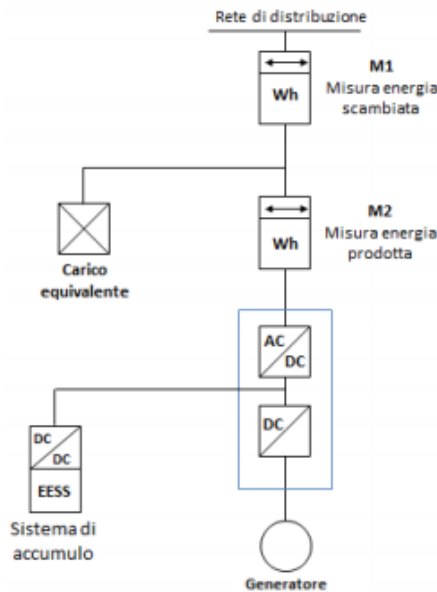 Rete di distribuzione
Wh
M1
Misura energia
scambiata
Wh
M2
Misura energia
prodotta
Carico
equivalente
AC
DC
DC
DC
DC
EESS
Sistema di
accumulo
Generatore